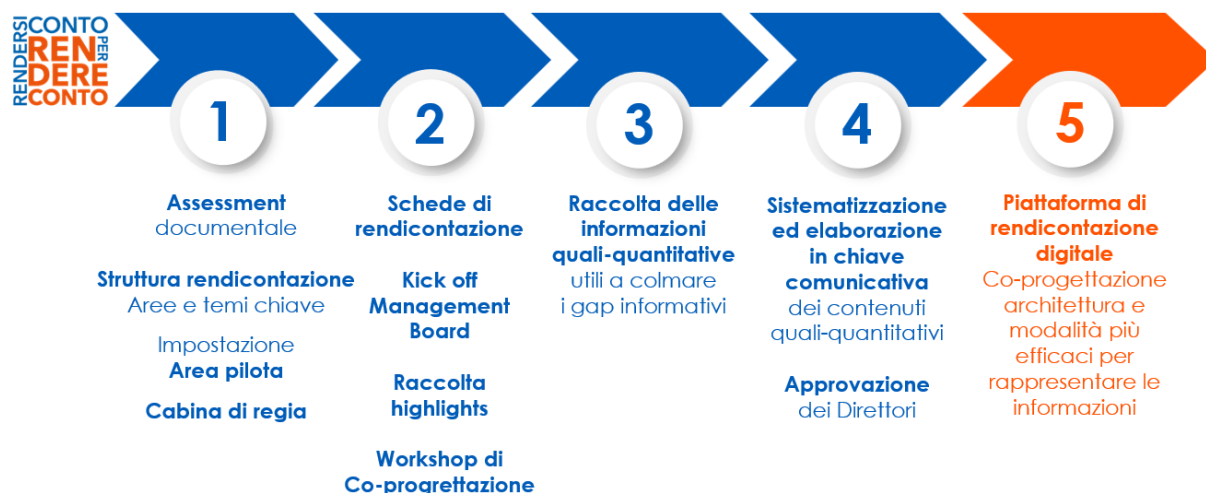 RENDERSI
CONTO
PER
REN
DERE
CONTO
1
Assessment
documentale
Struttura rendicontazione
Aree e temi chiave
Impostazione
Area pilota
Cabina di regia
2
Schede di
rendicontazione
Kick off
Management
Board
Raccolta
highlights
Workshop di
Co-progrettazione
3
Raccolta delle
informazioni
quali-quantitative
utili a colmare
i gap informativi
4
Sistematizzazione
ed elaborazione
in chiave
comunicativa
dei contenuti
quali-quantitativi
Approvazione
dei Direttori
5
Piattaforma di
rendicontazione
digitale
Co-progettazione
architettura e
modalità più
efficaci per
rappresentare le
informazioni